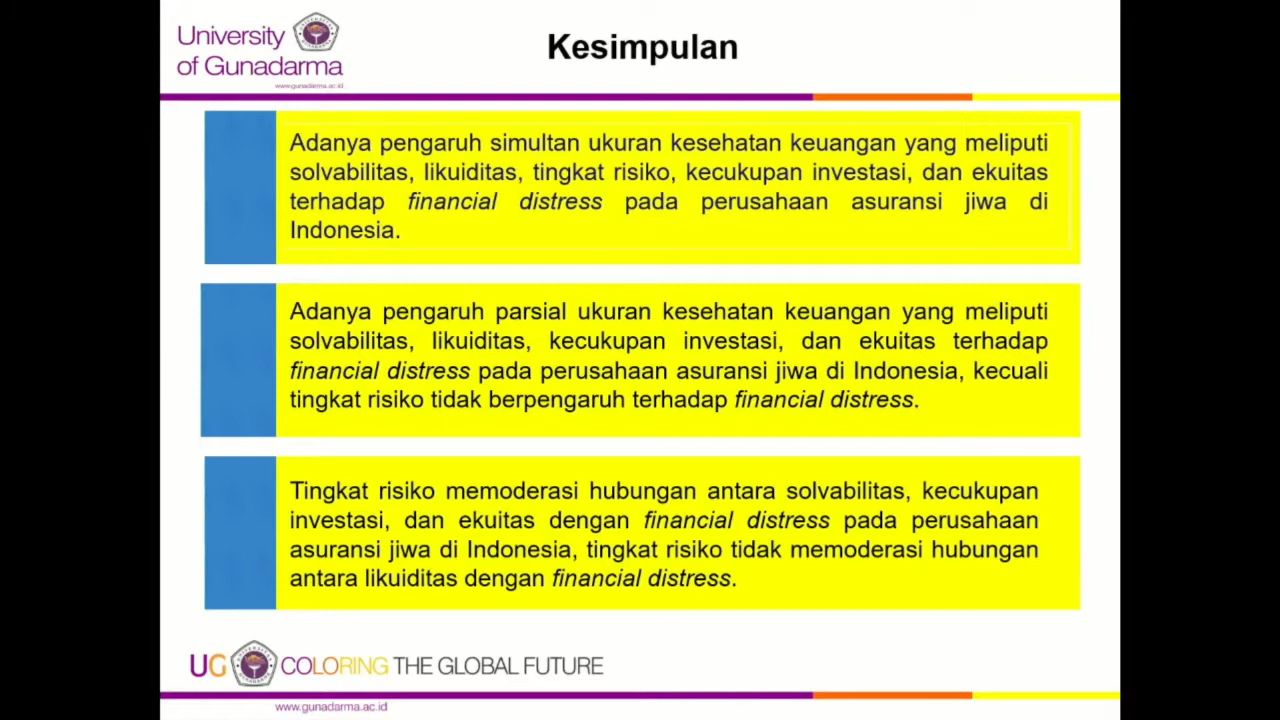 University
of Gunadarma
www.gunadarma.ac.id
Kesimpulan
Adanya pengaruh simultan ukuran kesehatan keuangan yang meliputi
solvabilitas, likuiditas, tingkat risiko, kecukupan investasi, dan ekuitas
terhadap financial distress pada perusahaan asuransi jiwa di
Indonesia.
Adanya pengaruh parsial ukuran kesehatan keuangan yang meliputi
solvabilitas, likuiditas, kecukupan investasi, dan ekuitas terhadap
financial distress pada perusahaan asuransi jiwa di Indonesia, kecuali
tingkat risiko tidak berpengaruh terhadap financial distress.
Tingkat risiko memoderasi hubungan antara solvabilitas, kecukupan
investasi, dan ekuitas dengan financial distress pada perusahaan
asuransi jiwa di Indonesia, tingkat risiko tidak memoderasi hubungan
antara likuiditas dengan financial distress.
UG COLORING THE GLOBAL FUTURE
www.gunadarma.ac.id